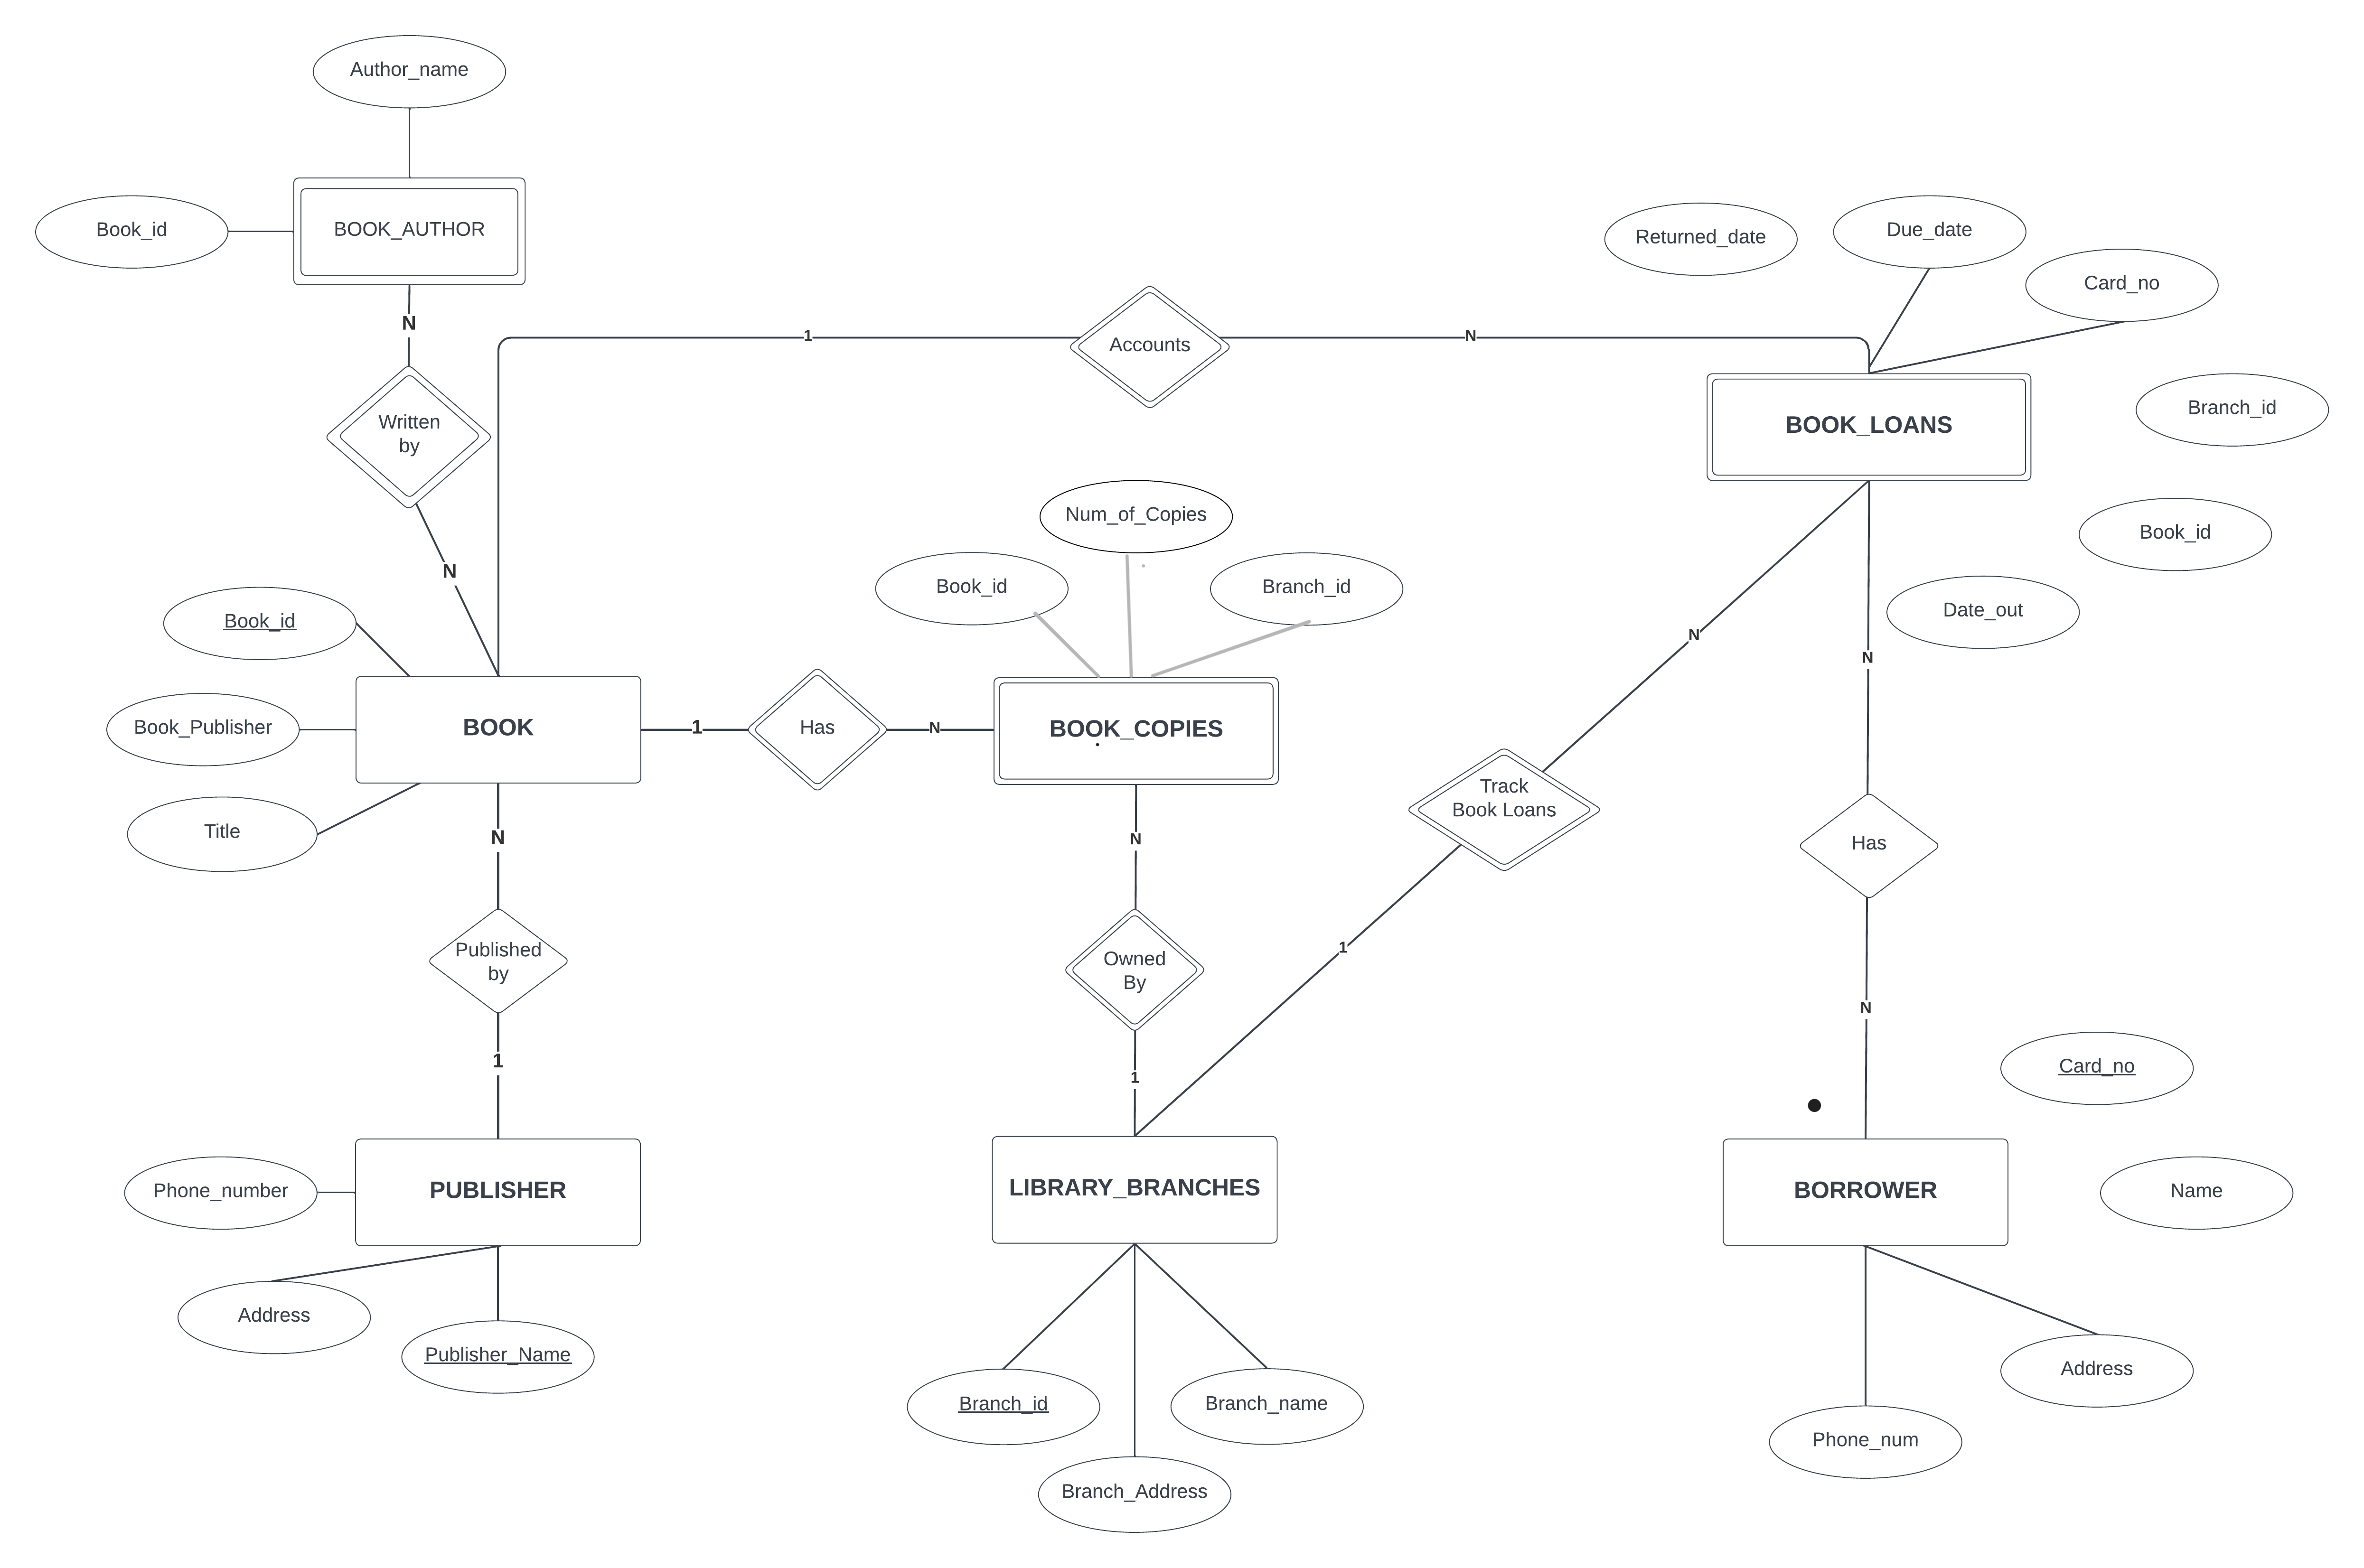 Author_name
Book_id
BOOK_AUTHOR
Returned_date
Due_date
Card_no
N
1
Accounts
N
Written
by
Branch_id
BOOK_LOANS
Num_of_Copies
Book_id
N
Book_id
Branch_id
Book_id
Date_out
N
N
Book_Publisher
BOOK
1
Has
N
BOOK_COPIES
Track
Book Loans
Title
N
N
Has
Published
by
Owned
By
1
N
1
1
Card_no
Phone_number
PUBLISHER
LIBRARY_BRANCHES
BORROWER
Name
Address
Publisher_Name
Address
Branch_id
Branch_name
Phone_num
Branch_Address